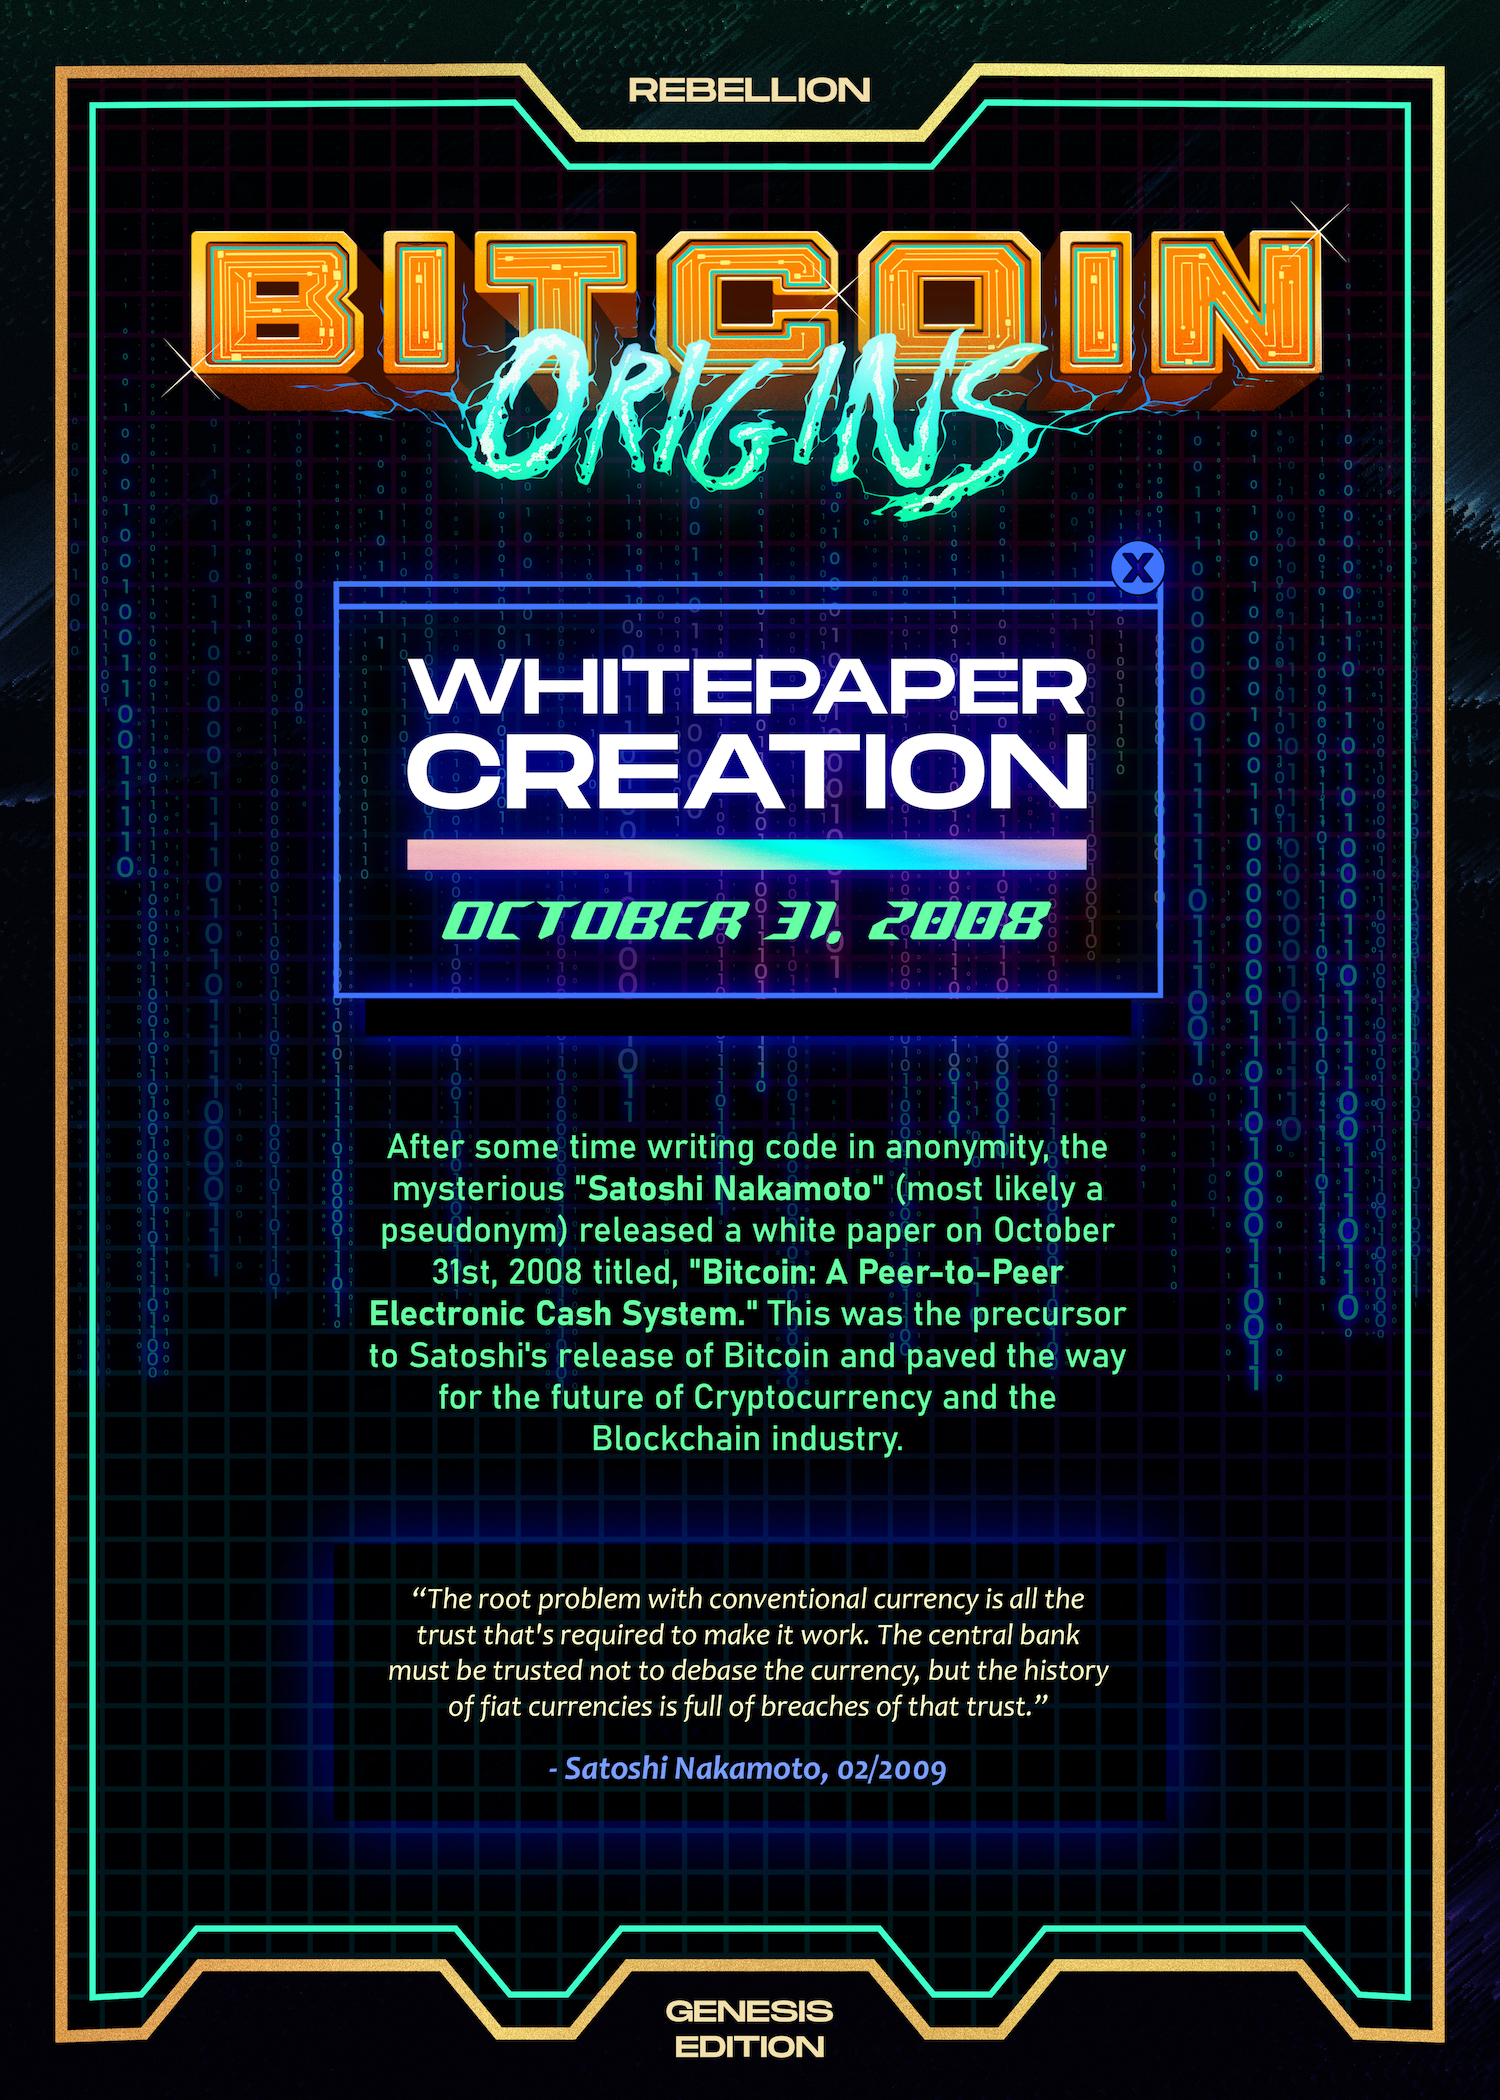 REBELLION
BITCOIN
ORIGINS
X
WHITEPAPER
CREATION
OCTOBER 31, 2008
After some time writing code in anonymity, the
mysterious "Satoshi Nakamoto" (most likely a
pseudonym) released a white paper on October
31st, 2008 titled, "Bitcoin: A Peer-to-Peer
Electronic Cash System." This was the precursor
to Satoshi's release of Bitcoin and paved the way
for the future of Cryptocurrency and the
Blockchain industry.
“The root problem with conventional currency is all the
trust that's required to make it work. The central bank
must be trusted not to debase the currency, but the history
of fiat currencies is full of breaches of that trust.”
- Satoshi Nakamoto, 02/2009
GENESIS
EDITION